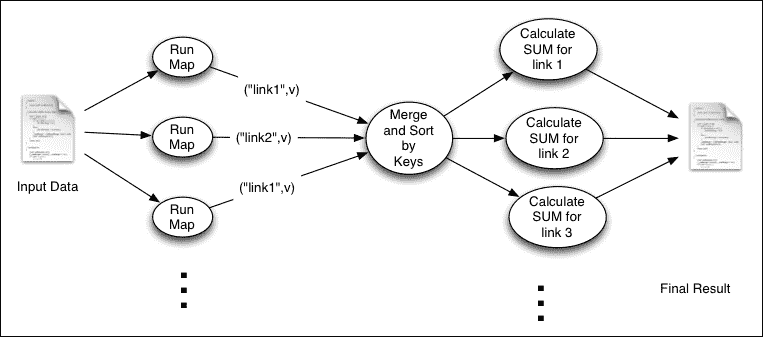 Input Data
Run
Map
Run
Map
Run
Map
("link1",v)
("link2",v)
("link1",v)
Merge
and Sort
by
Keys
Calculate
SUM for
link 1
Calculate
SUM for
link 2
Calculate
SUM for
link 3
Final Result